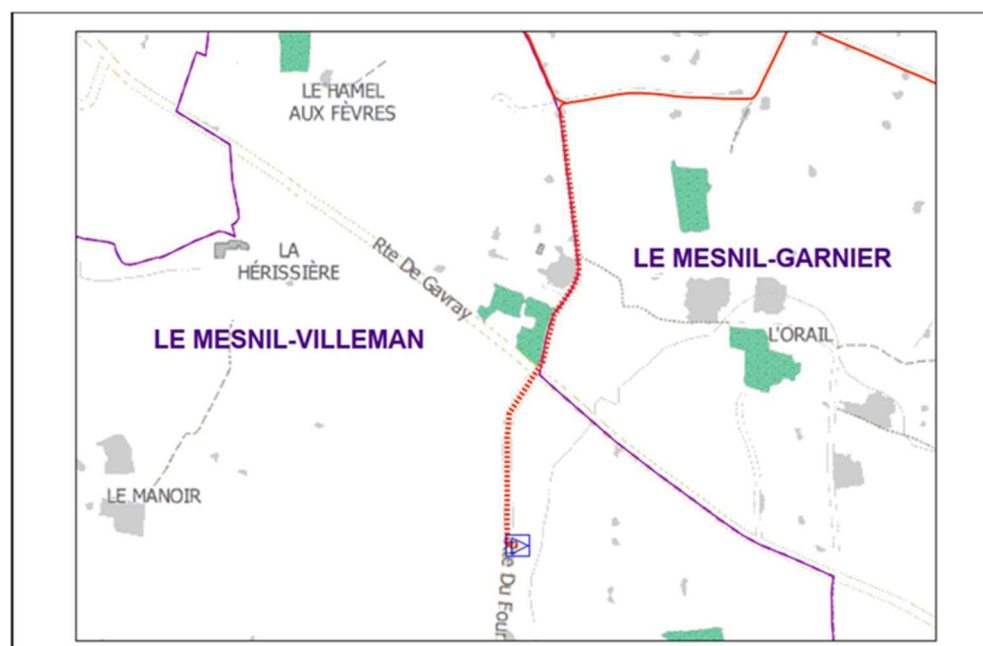 LE HAMEL
AUX FÈVRES
LA
HÉRISSIÈRE
Rte De Gavray
LE MESNIL-GARNIER
LE MESNIL-VILLEMAN
L'ORAIL
LE MANOIR
Du Four